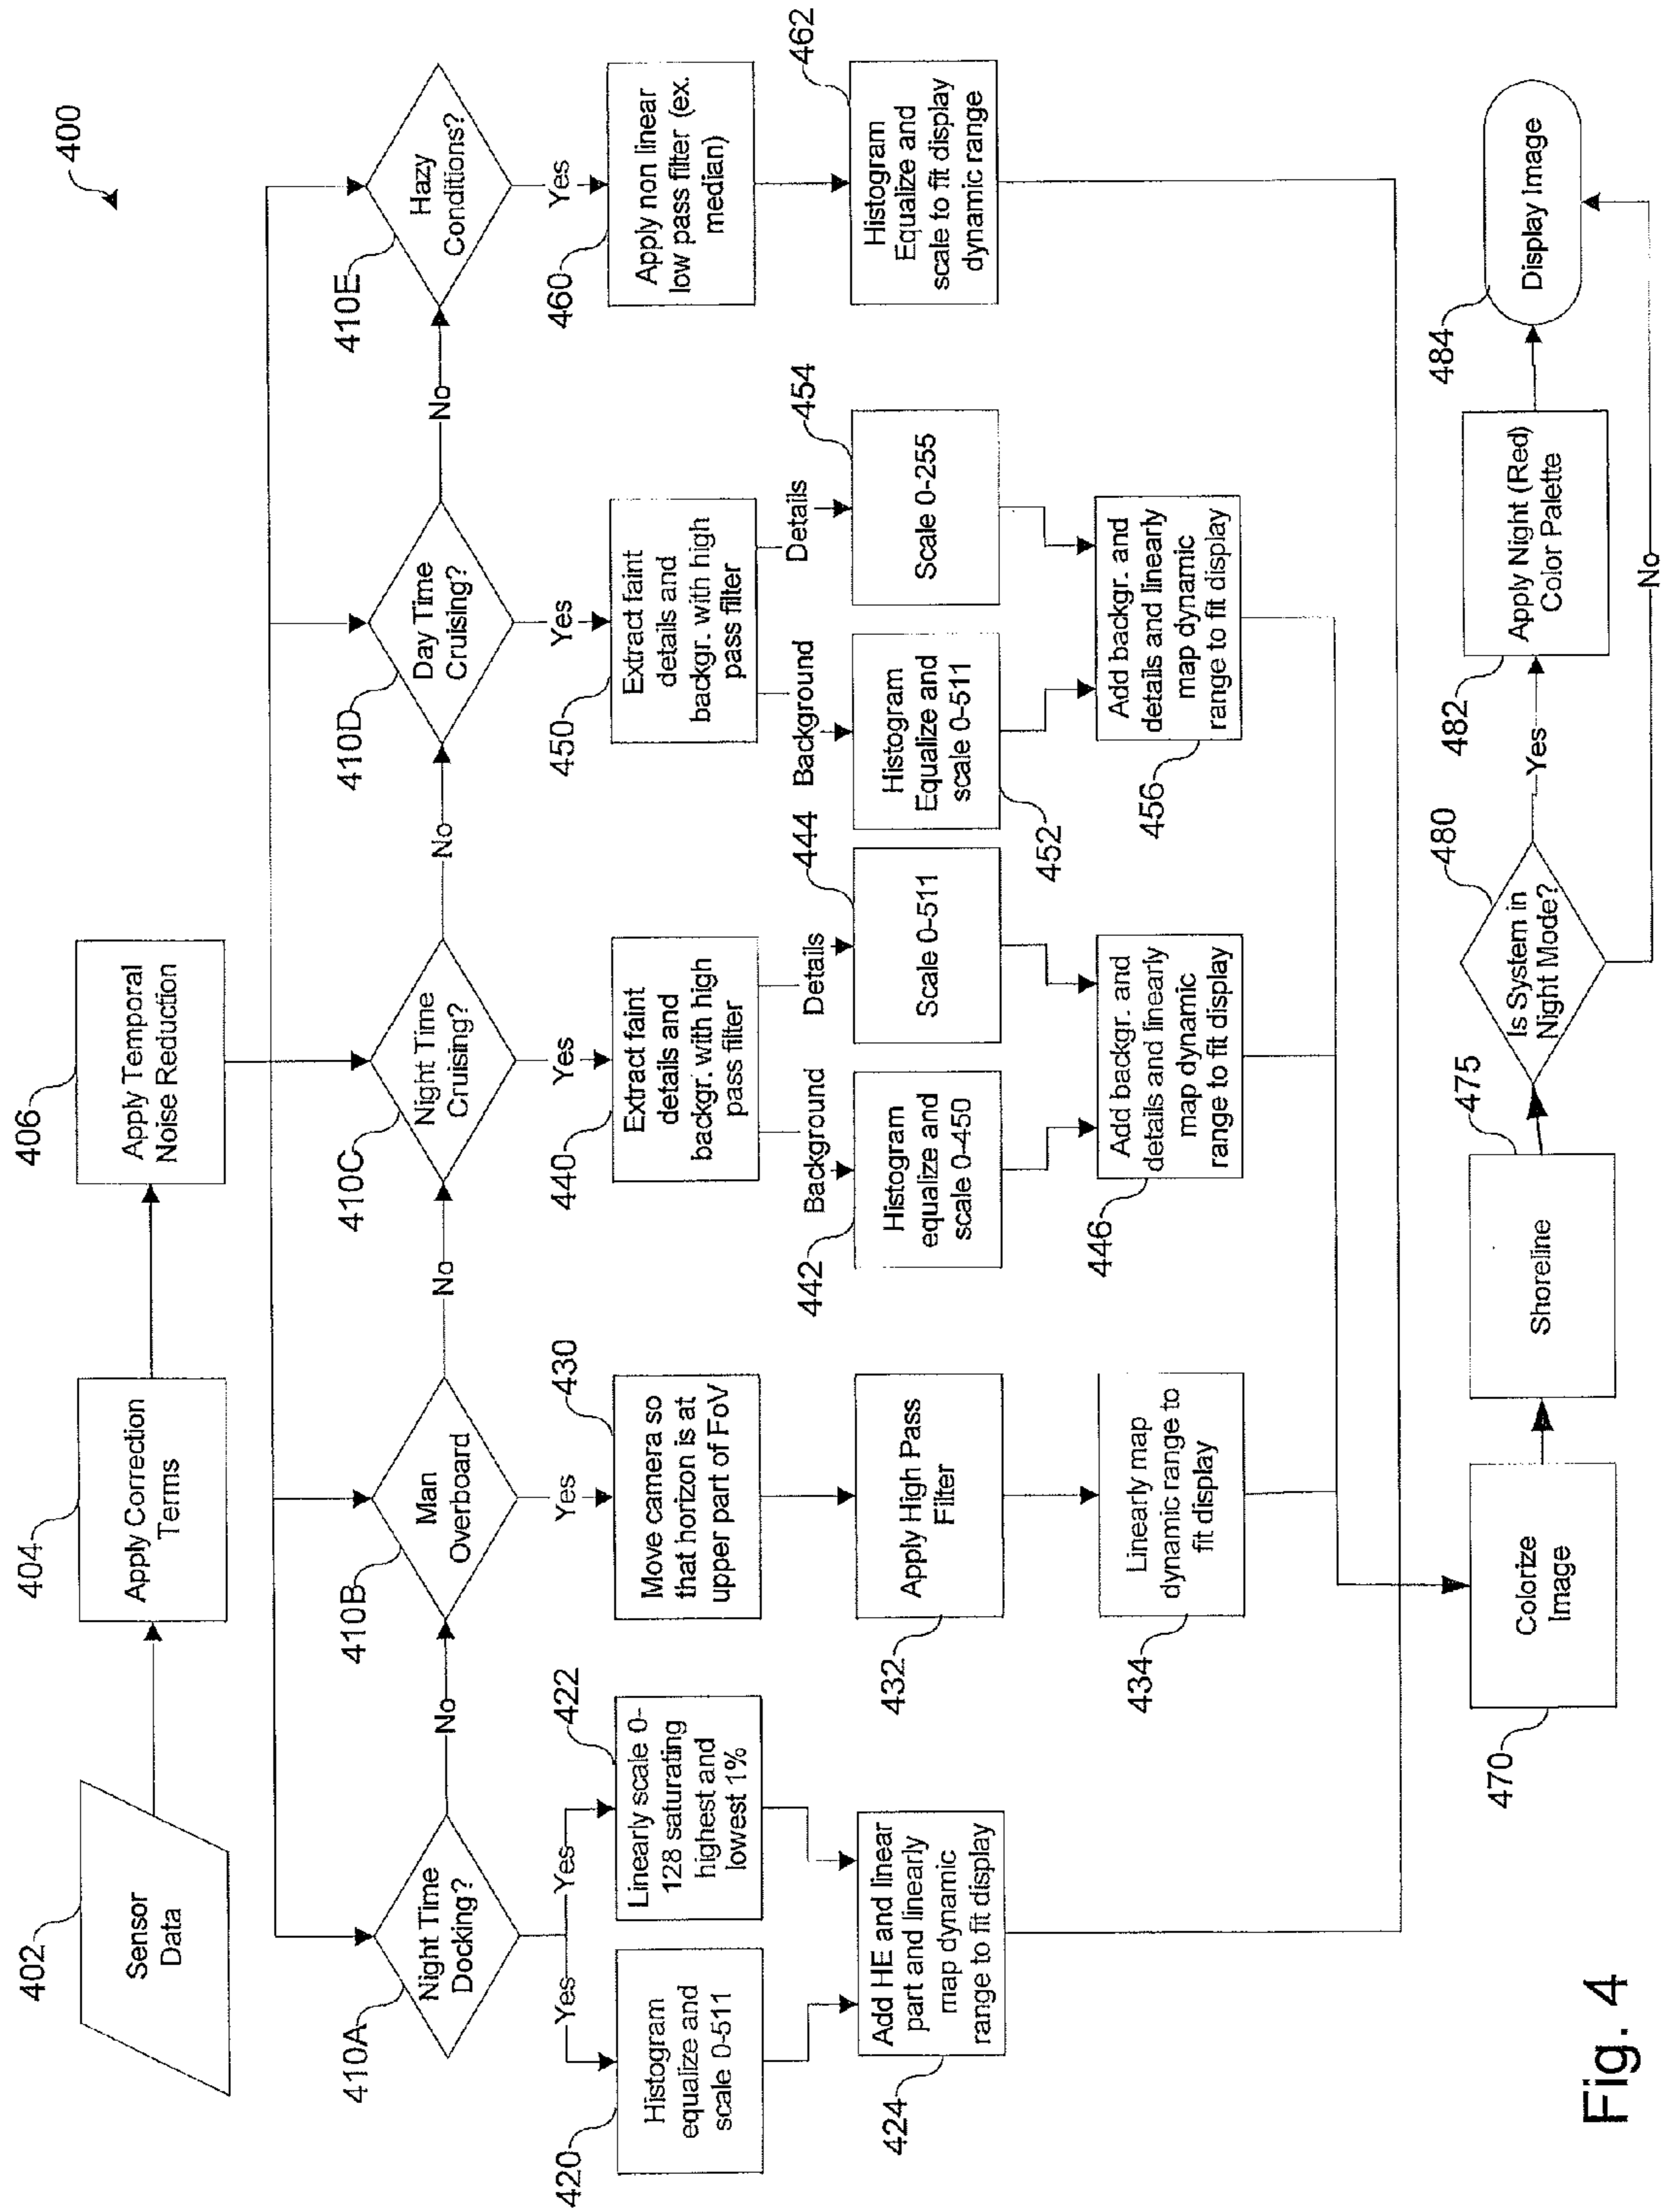 400
402
Sensor
Data
404
Apply Correction
Terms
406
Apply Temporal
Noise Reduction
410A
Night Time
Docking?
No
410B
Man
Overboard
No
410C
Night Time
Cruising?
No
410D
Day Time
Cruising?
No
410E
Hazy
Conditions?
Yes
Yes
Yes
Yes
Yes
Yes
420
Histogram
equalize and
scale 0-511
422
Linearly scale 0-
128 saturating
highest and
lowest 1%
424
Add HE and linear
part and linearly
map dynamic
range to fit display
430
Move camera so
that horizon is at
upper part of FoV
432
Apply High Pass
Filter
434
Linearly map
dynamic range to
fit display
440
Extract faint
details and
backgr. with high
pass filter
Background
Details
442
Histogram
equalize and
scale 0-450
444
Scale 0-511
446
Add backgr. and
details and linearly
map dynamic
range to fit display
450
Extract faint
details and
backgr. with high
pass filter
Background
Details
452
Histogram
Equalize and
scale 0-511
454
Scale 0-255
456
Add backgr. and
details and linearly
map dynamic
range to fit display
460
Apply non linear
low pass filter (ex.
median)
462
Histogram
Equalize and
scale to fit display
dynamic range
470
Colorize
Image
475
Shoreline
480
Is System in
Night Mode?
Yes
No
482
Apply Night (Red)
Color Palette
484
Display Image
Fig. 4